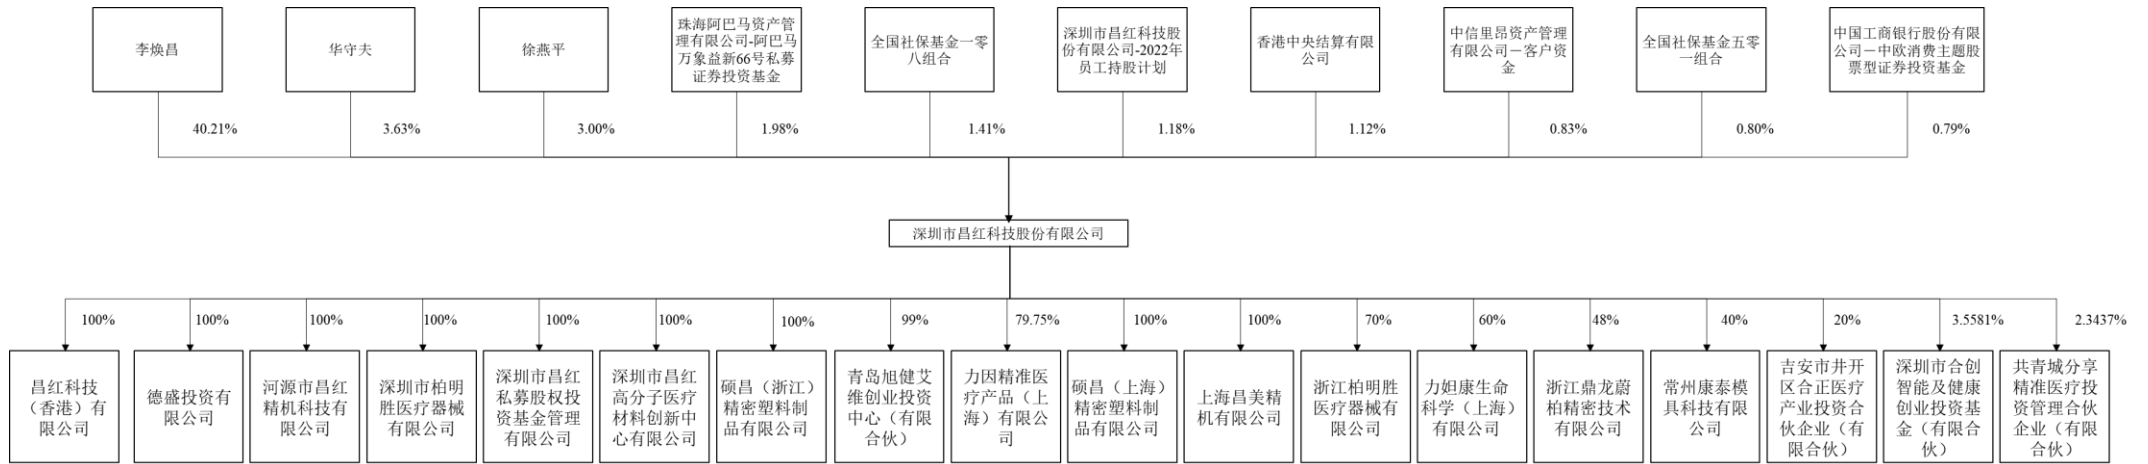 李焕昌
华守夫
徐燕平
珠海阿巴马资产管
理有限公司-阿巴马
万象益新66号私募
证券投资基金
全国社保基金一零
八组合
深圳市昌红科技股
份有限公司-2022年
员工持股计划
香港中央结算有限
公司
中信里昂资产管理
有限公司－客户资
金
全国社保基金五零
一组合
中国工商银行股份有限
公司－中欧消费主题股
票型证券投资基金
40.21%
3.63%
3.00%
1.98%
1.41%
1.18%
1.12%
0.83%
0.80%
0.79%
深圳市昌红科技股份有限公司
100%
100%
100%
100%
100%
100%
100%
99%
79.75%
100%
100%
70%
60%
48%
40%
20%
3.5581%
2.3437%
昌红科技
（香港）有
限公司
德盛投资有
限公司
河源市昌红
精机科技有
限公司
深圳市柏明
胜医疗器械
有限公司
深圳市昌红
私募股权投
资基金管理
有限公司
深圳市昌红
高分子医疗
材料创新中
心有限公司
硕昌（浙江）
精密塑料制
品有限公司
青岛旭健艾
维创业投资
中心（有限
合伙）
力因精准医
疗产品（上
海）有限公
司
硕昌（上海）
精密塑料制
品有限公司
上海昌美精
机有限公司
浙江柏明胜
医疗器械有
限公司
力妲康生命
科学（上海）
有限公司
浙江鼎龙蔚
柏精密技术
有限公司
常州康泰模
具科技有限
公司
吉安市井开
区合正医疗
产业投资合
伙企业（有
限合伙）
深圳市合创
智能及健康
创业投资基
金（有限合
伙）
共青城分享
精准医疗投
资管理合伙
企业（有限
合伙）